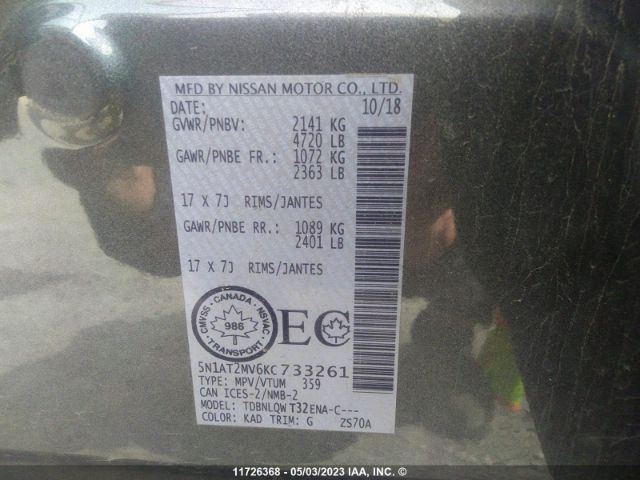 MFD BY NISSAN MOTOR CO., LTD.
DATE: 10/18
GVWR/PNBV: 2141 KG
4720 LB
GAWR/PNBE FR.: 1072 KG
2363 LB
17 X 7J RIMS/JANTES
GAWR/PNBE RR.: 1089 KG
2401 LB
17 X 7J RIMS/JANTES
CMVSS · CANADA · NSVAC
986
TRANSPORT
EC
5N1AT2MV6KC733261
TYPE: MPV/VTUM 359
CAN ICES-2/NMB-2
MODEL: TDBNLQWT32ENA-C---
COLOR: KAD TRIM: G 2S70A
11726368 - 05/03/2023 IAA, INC. ©